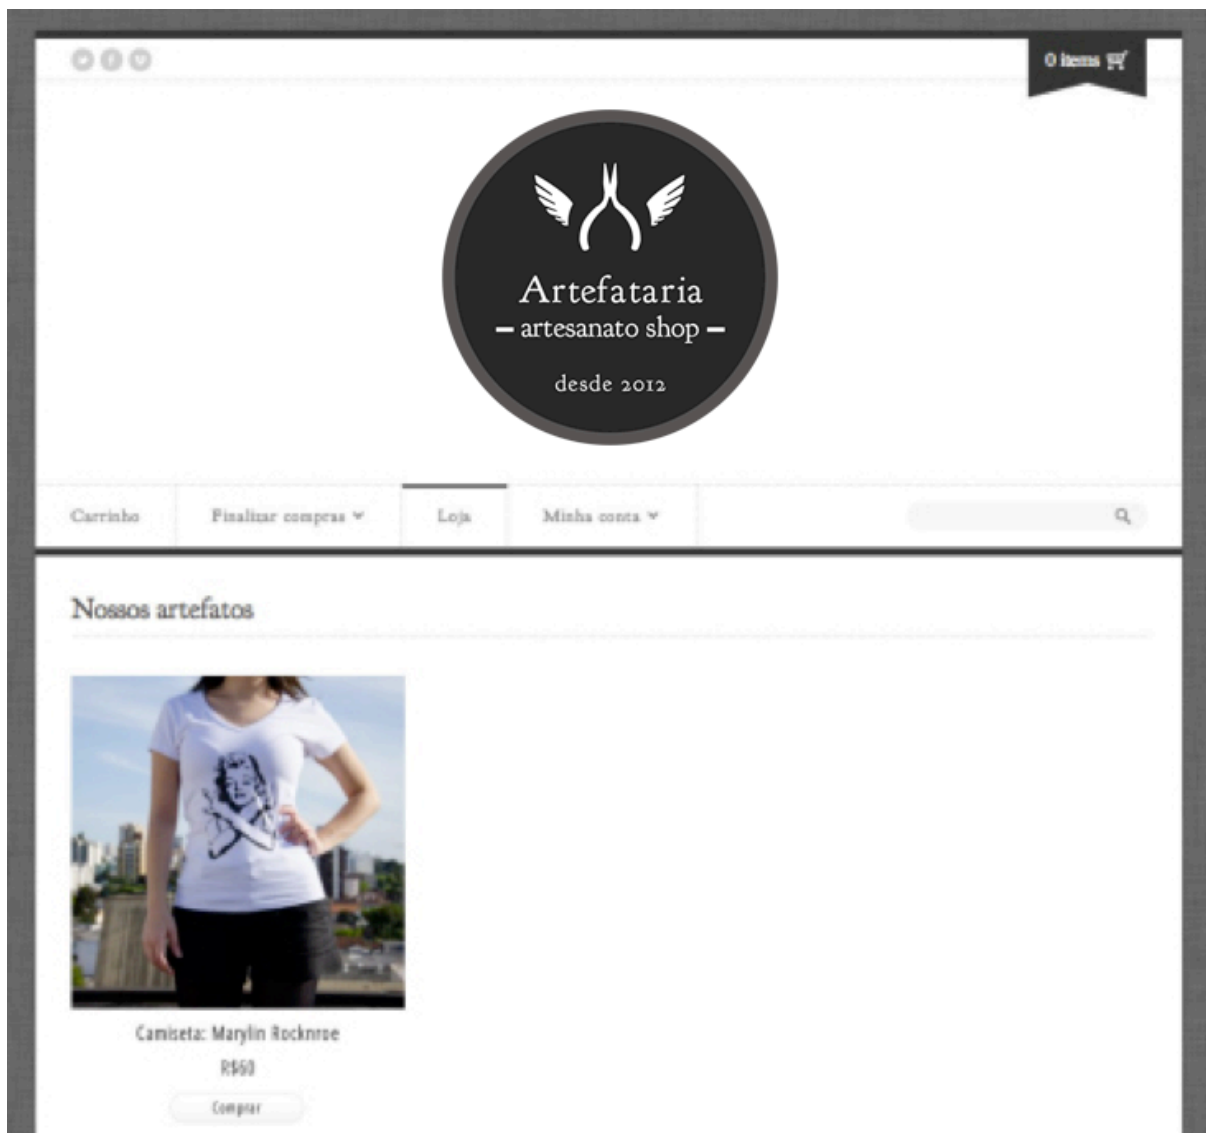 0 items
Artefataria
artesanato shop
desde 2012
Carrinho
Finalizar compras
Loja
Minha conta
Nossos artefatos
Camiseta: Marylin Rocknroe
R$60
Comprar